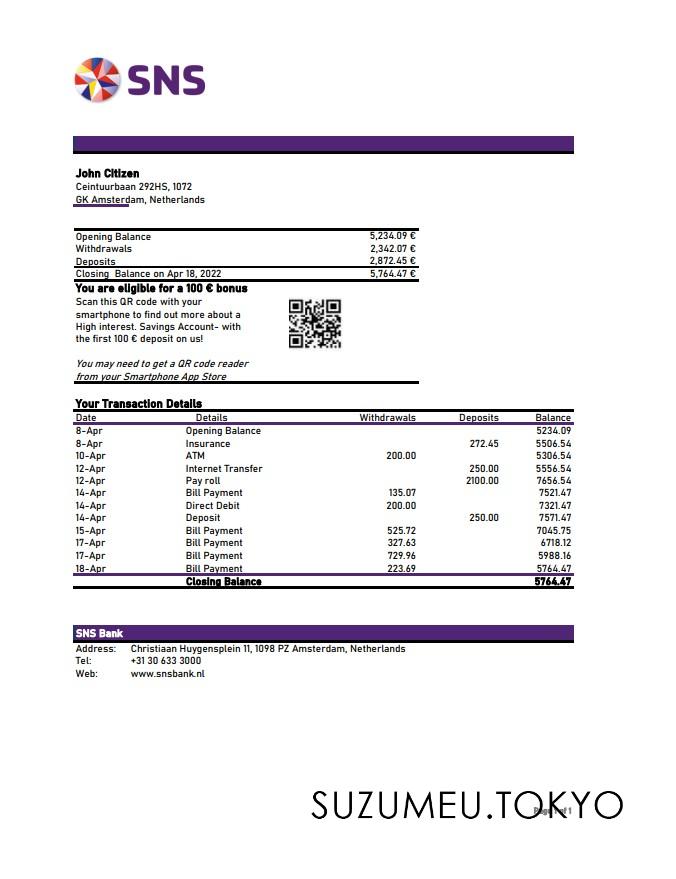 SNS
John Citizen
Ceintuurbaan 292HS, 1072
GK Amsterdam, Netherlands
Opening Balance 5,234.09 €
Withdrawals 2,342.07 €
Deposits 2,872.45 €
Closing Balance on Apr 18, 2022 5,764.47 €
You are eligible for a 100 € bonus
Scan this QR code with your
smartphone to find out more about a
High interest. Savings Account- with
the first 100 € deposit on us!
You may need to get a QR code reader
from your Smartphone App Store
Your Transaction Details
Date Details Withdrawals Deposits Balance
8-Apr Opening Balance 5234.09
8-Apr Insurance 272.45 5506.54
10-Apr ATM 200.00 5306.54
12-Apr Internet Transfer 250.00 5556.54
12-Apr Pay roll 2100.00 7656.54
14-Apr Bill Payment 135.07 7521.47
14-Apr Direct Debit 200.00 7321.47
14-Apr Deposit 250.00 7571.47
15-Apr Bill Payment 525.72 7045.75
17-Apr Bill Payment 327.63 6718.12
17-Apr Bill Payment 729.96 5988.16
18-Apr Bill Payment 223.69 5764.47
Closing Balance 5764.47
SNS Bank
Address: Christiaan Huygensplein 11, 1098 PZ Amsterdam, Netherlands
Tel: +31 30 633 3000
Web: www.snsbank.nl
SUZUMEU.TOKYO
Page 1 of 1